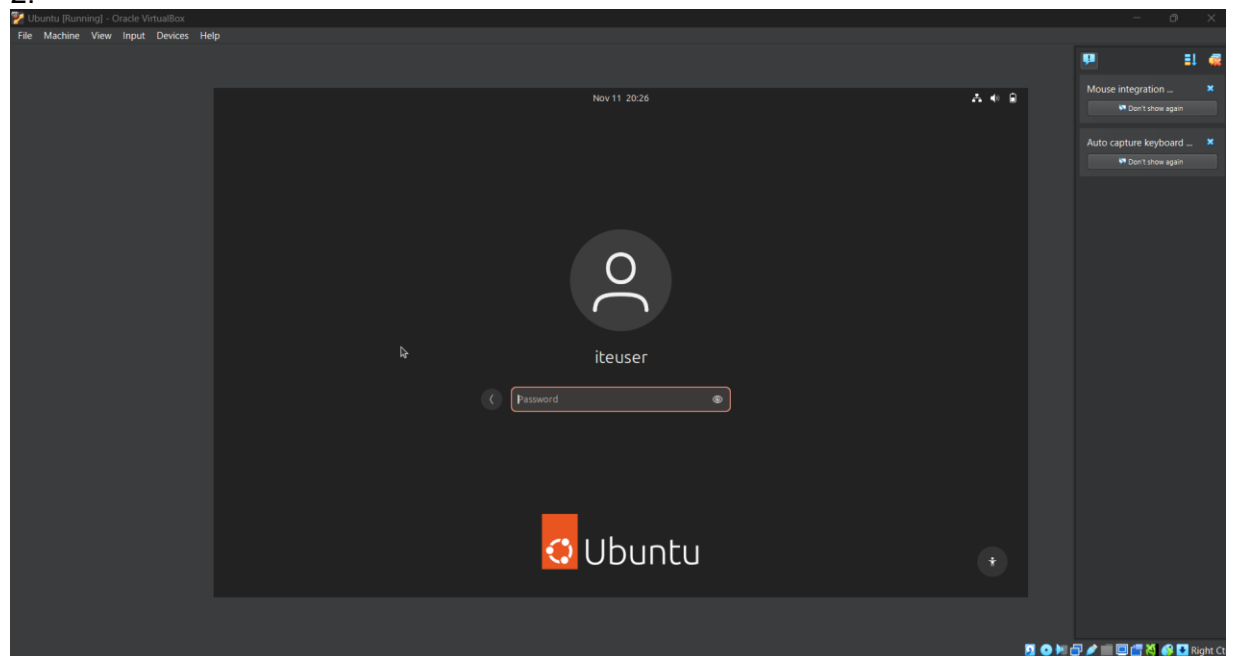 2.
Ubuntu [Running] - Oracle VirtualBox
File Machine View Input Devices Help
Nov 11 20:26
Mouse integration ...
Don't show again
Auto capture keyboard ...
Don't show again
iteuser
Password
Ubuntu
Right Ct